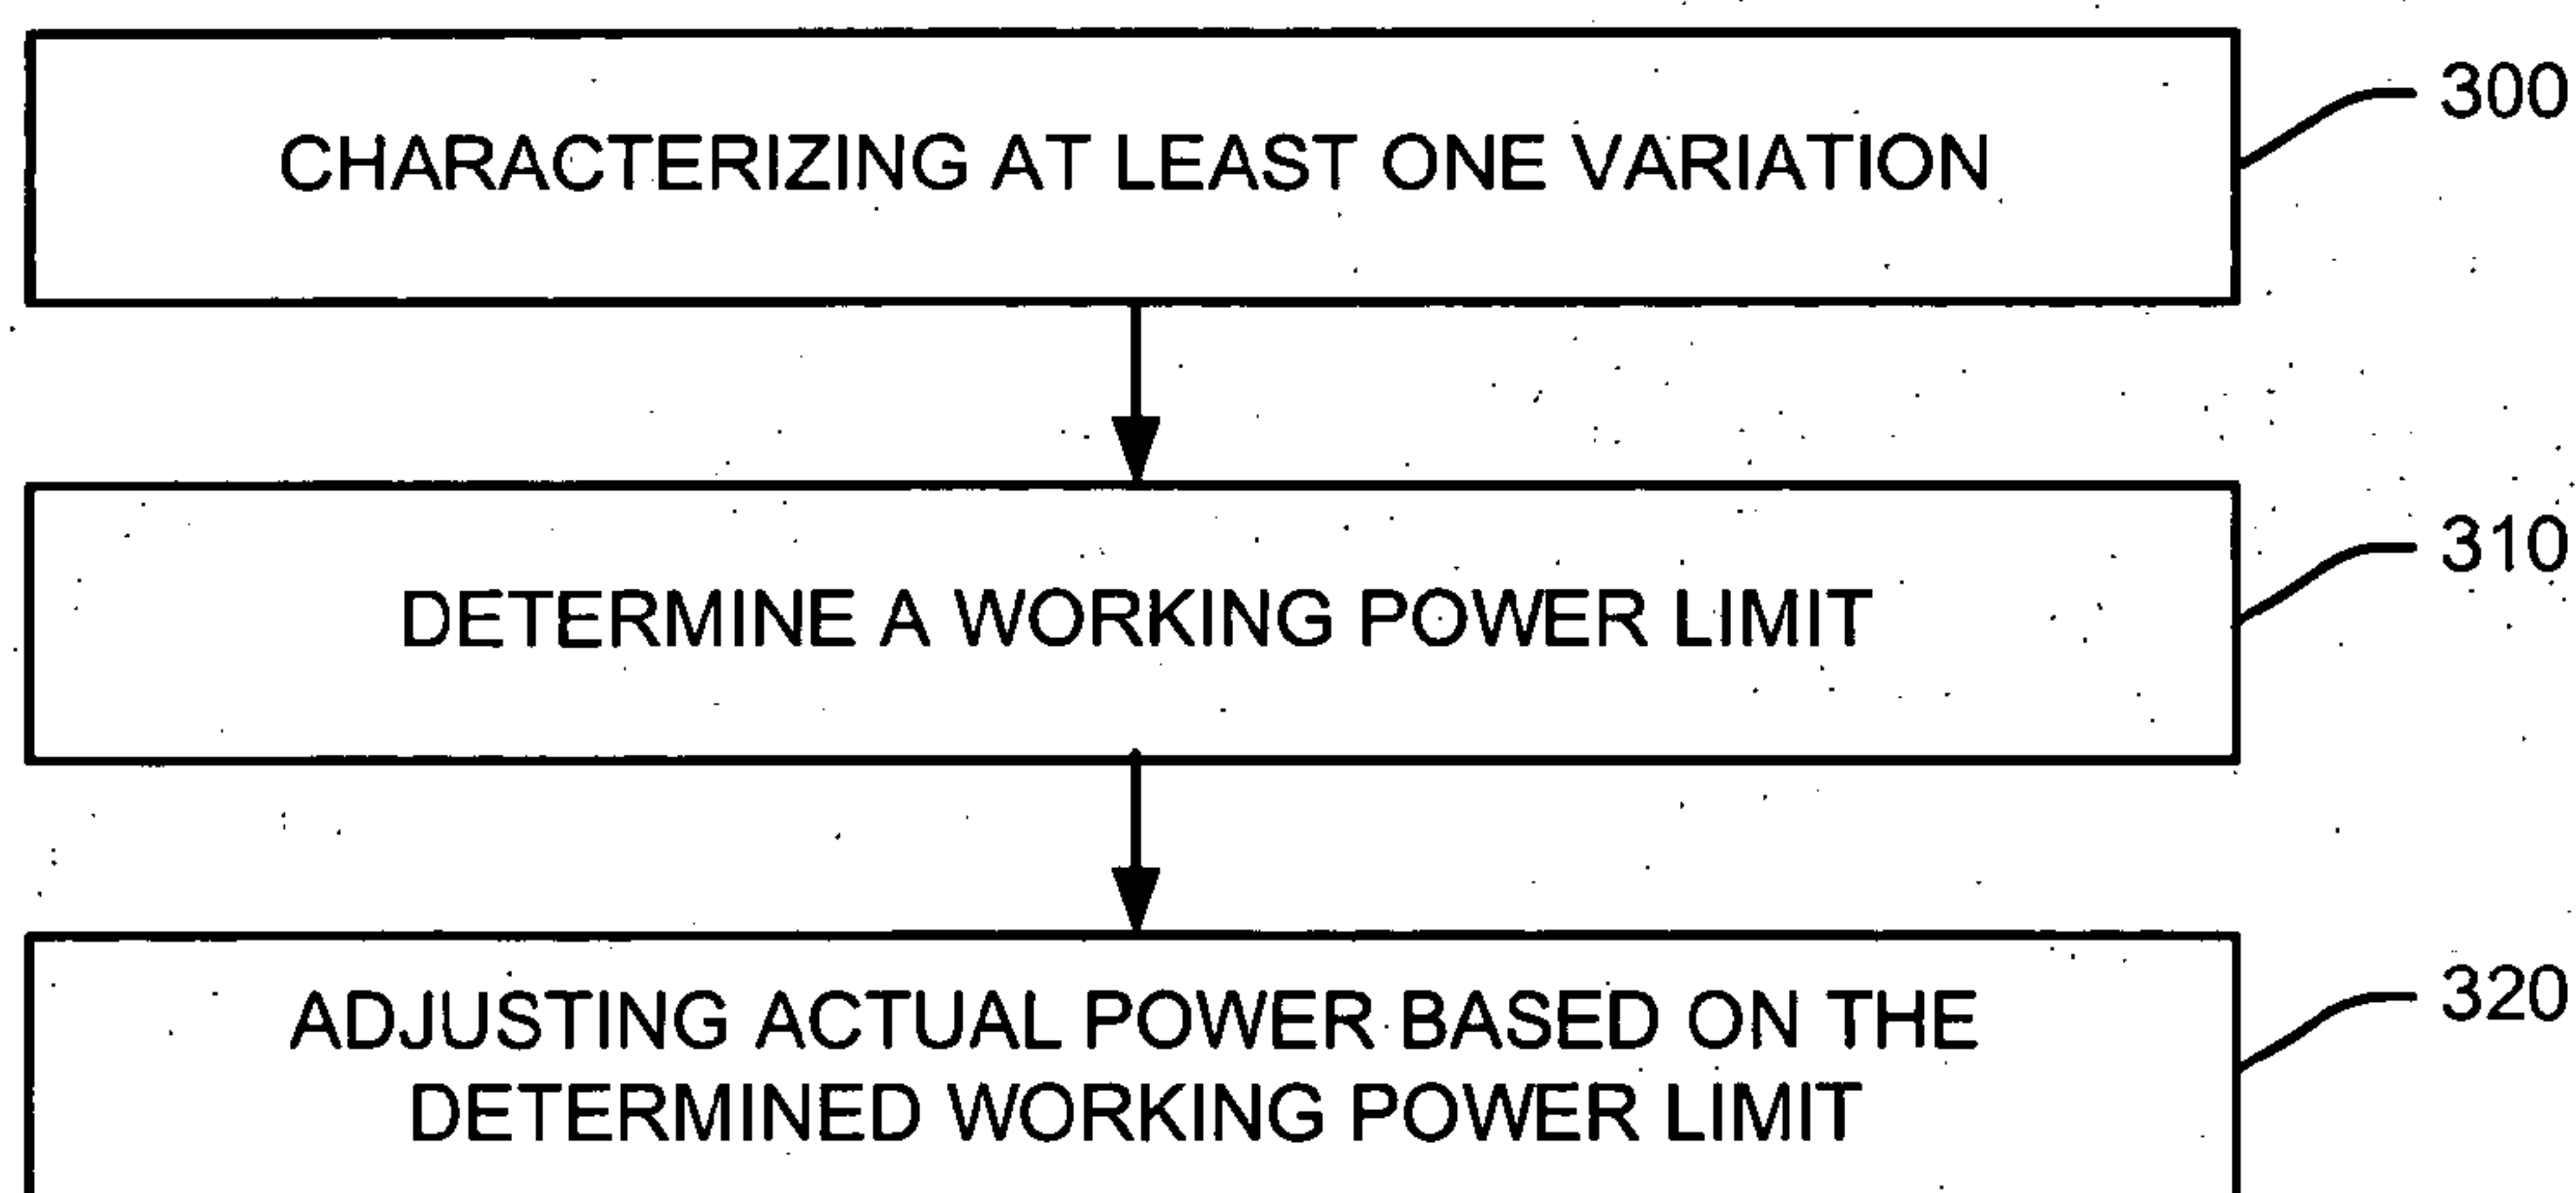 CHARACTERIZING AT LEAST ONE VARIATION
300
DETERMINE A WORKING POWER LIMIT
310
ADJUSTING ACTUAL POWER BASED ON THE
DETERMINED WORKING POWER LIMIT
320